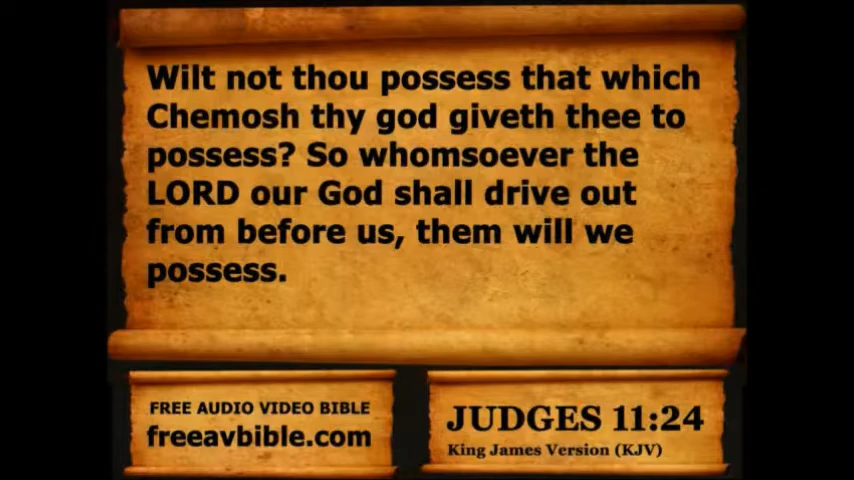 Wilt not thou possess that which
Chemosh thy god giveth thee to
possess? So whomsoever the
LORD our God shall drive out
from before us, them will we
possess.
FREE AUDIO VIDEO BIBLE
freeavbible.com
JUDGES 11:24
King James Version (KJV)